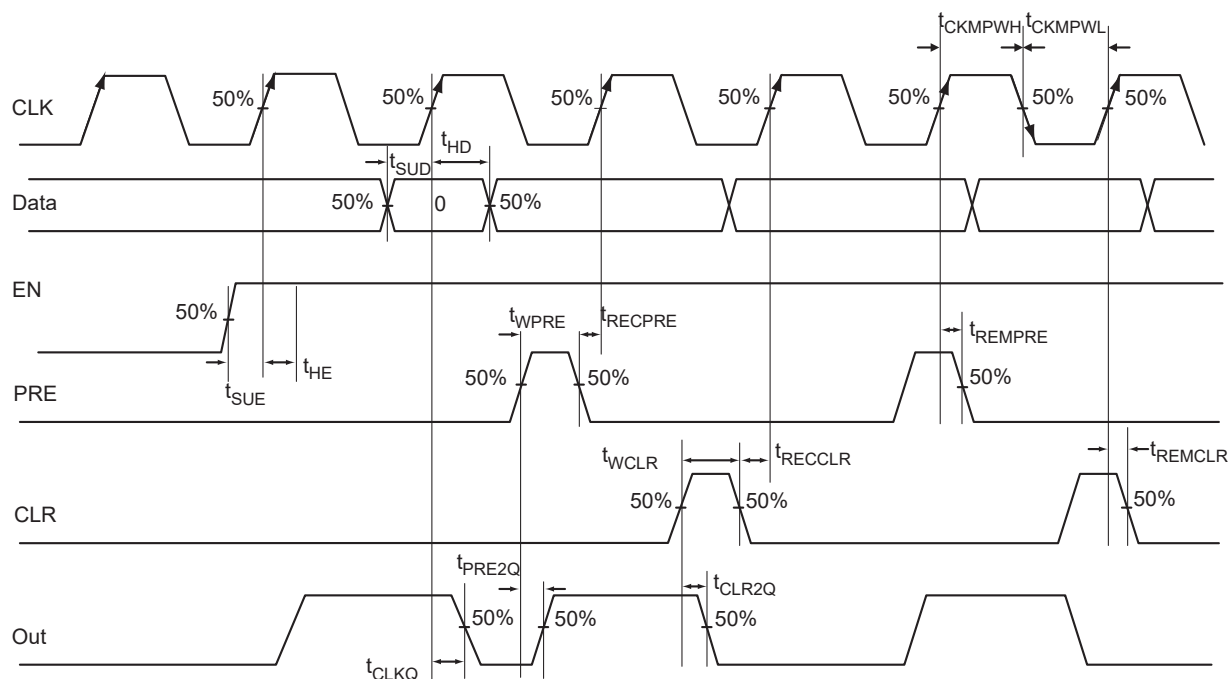 tCKMPWH tCKMPWL
CLK
50% 50% 50% 50% 50% 50% 50%
tSUD
tHD
Data
50% 0 50%
EN
50%
tSUE
tHE
tWPRE
tRECPRE
tREMPRE
PRE
50% 50% 50%
tWCLR
tRECCLR
tREMCLR
CLR
50% 50% 50%
tPRE2Q
tCLR2Q
Out
50% 50% 50%
tCLKQ